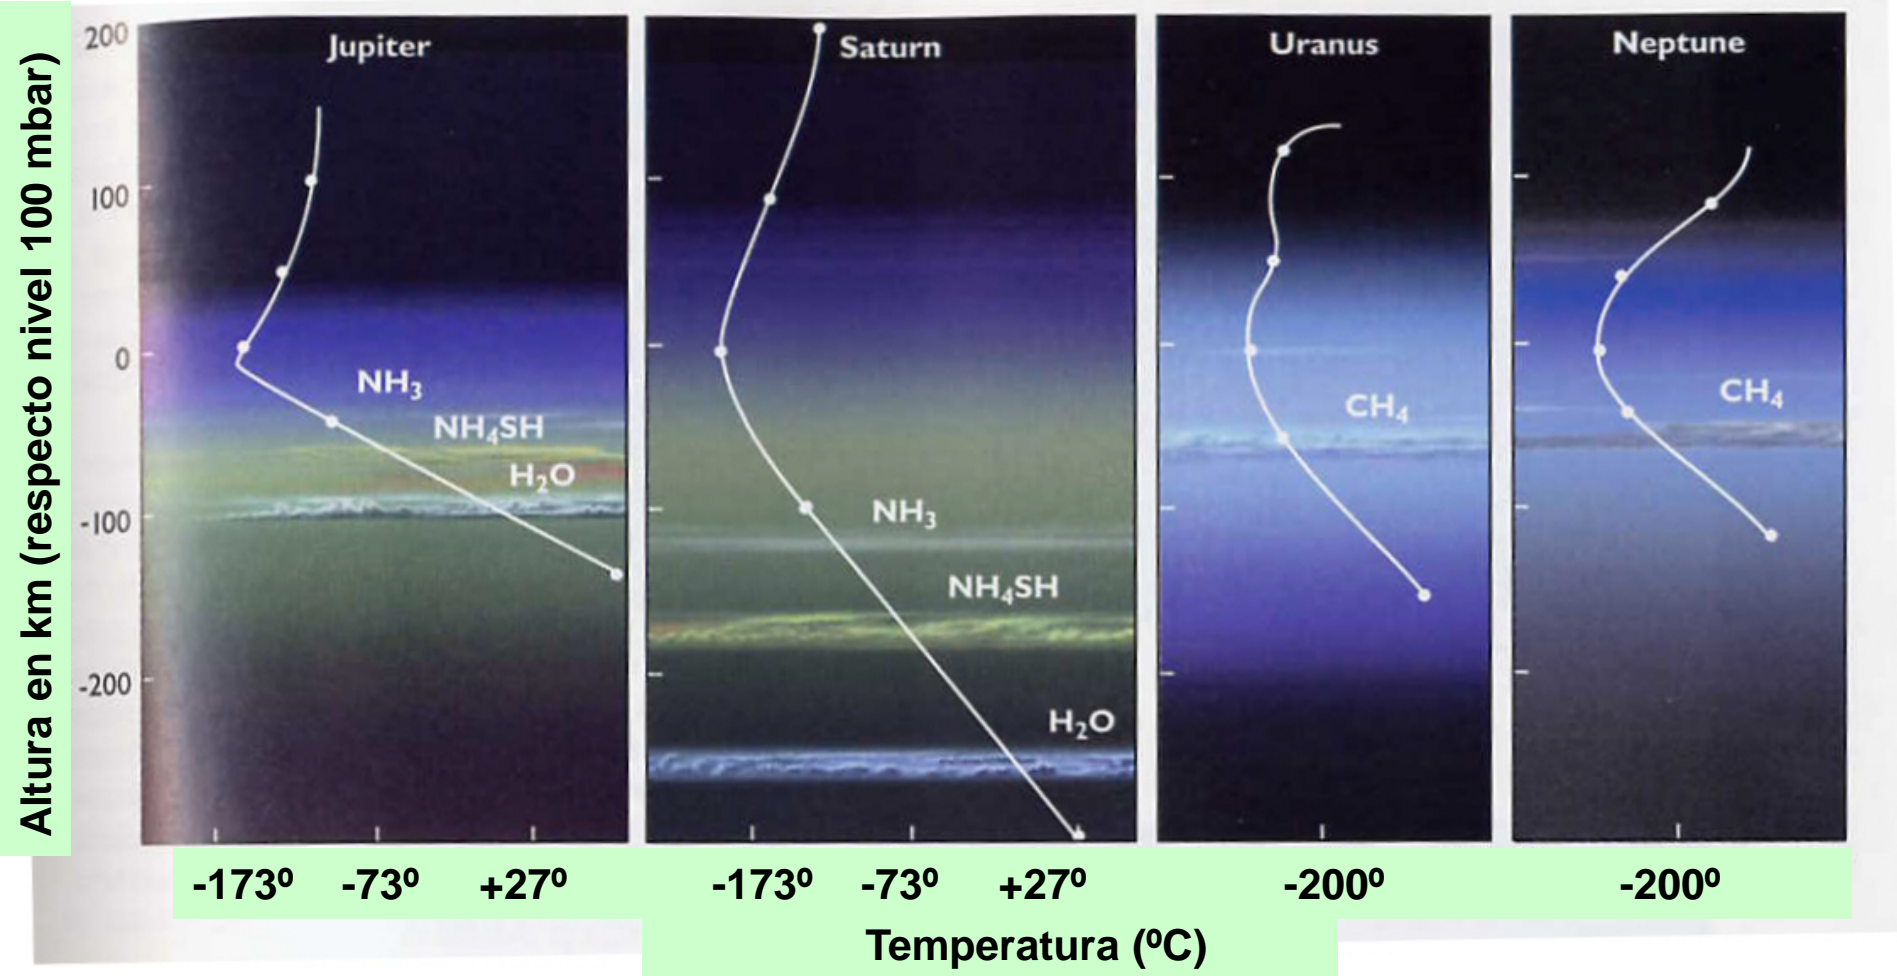 Altura en km (respecto nivel 100 mbar)
200
100
0
-100
-200
Jupiter
NH₃
NH₄SH
H₂O
Saturn
NH₃
NH₄SH
H₂O
Uranus
CH₄
Neptune
CH₄
-173º -73º +27º -173º -73º +27º -200º -200º
Temperatura (ºC)